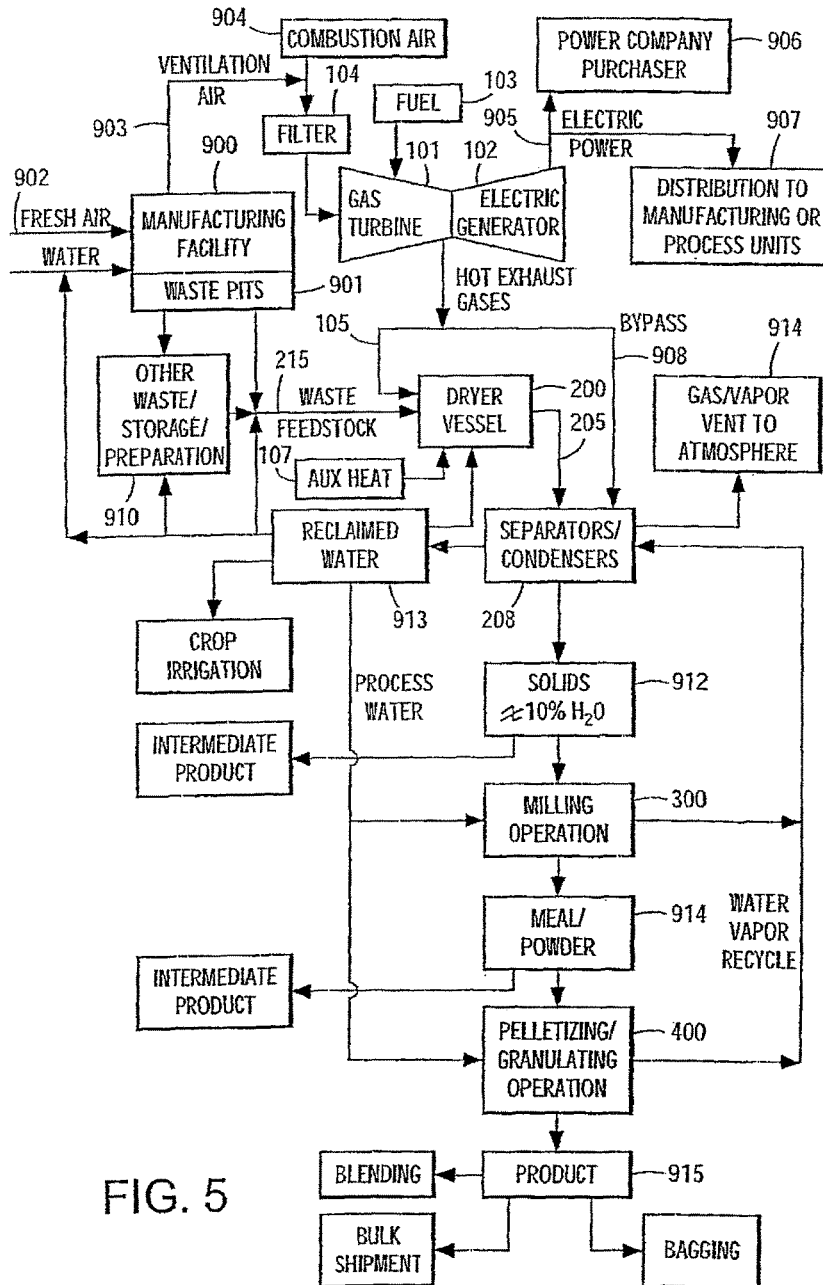 904
COMBUSTION AIR
POWER COMPANY
PURCHASER
906
VENTILATION
AIR
104
FUEL
103
903
FILTER
905
ELECTRIC
POWER
907
900
101
102
902
FRESH AIR
MANUFACTURING
FACILITY
GAS
TURBINE
ELECTRIC
GENERATOR
DISTRIBUTION TO
MANUFACTURING OR
PROCESS UNITS
WATER
WASTE PITS
901
HOT EXHAUST
GASES
105
BYPASS
908
914
OTHER
WASTE/
STORAGE/
PREPARATION
215
WASTE
FEEDSTOCK
DRYER
VESSEL
200
205
GAS/VAPOR
VENT TO
ATMOSPHERE
107
AUX HEAT
910
RECLAIMED
WATER
SEPARATORS/
CONDENSERS
913
208
CROP
IRRIGATION
PROCESS
WATER
SOLIDS
≈10% H₂O
912
INTERMEDIATE
PRODUCT
MILLING
OPERATION
300
MEAL/
POWDER
914
WATER
VAPOR
RECYCLE
INTERMEDIATE
PRODUCT
PELLETIZING/
GRANULATING
OPERATION
400
FIG. 5
BLENDING
PRODUCT
915
BULK
SHIPMENT
BAGGING